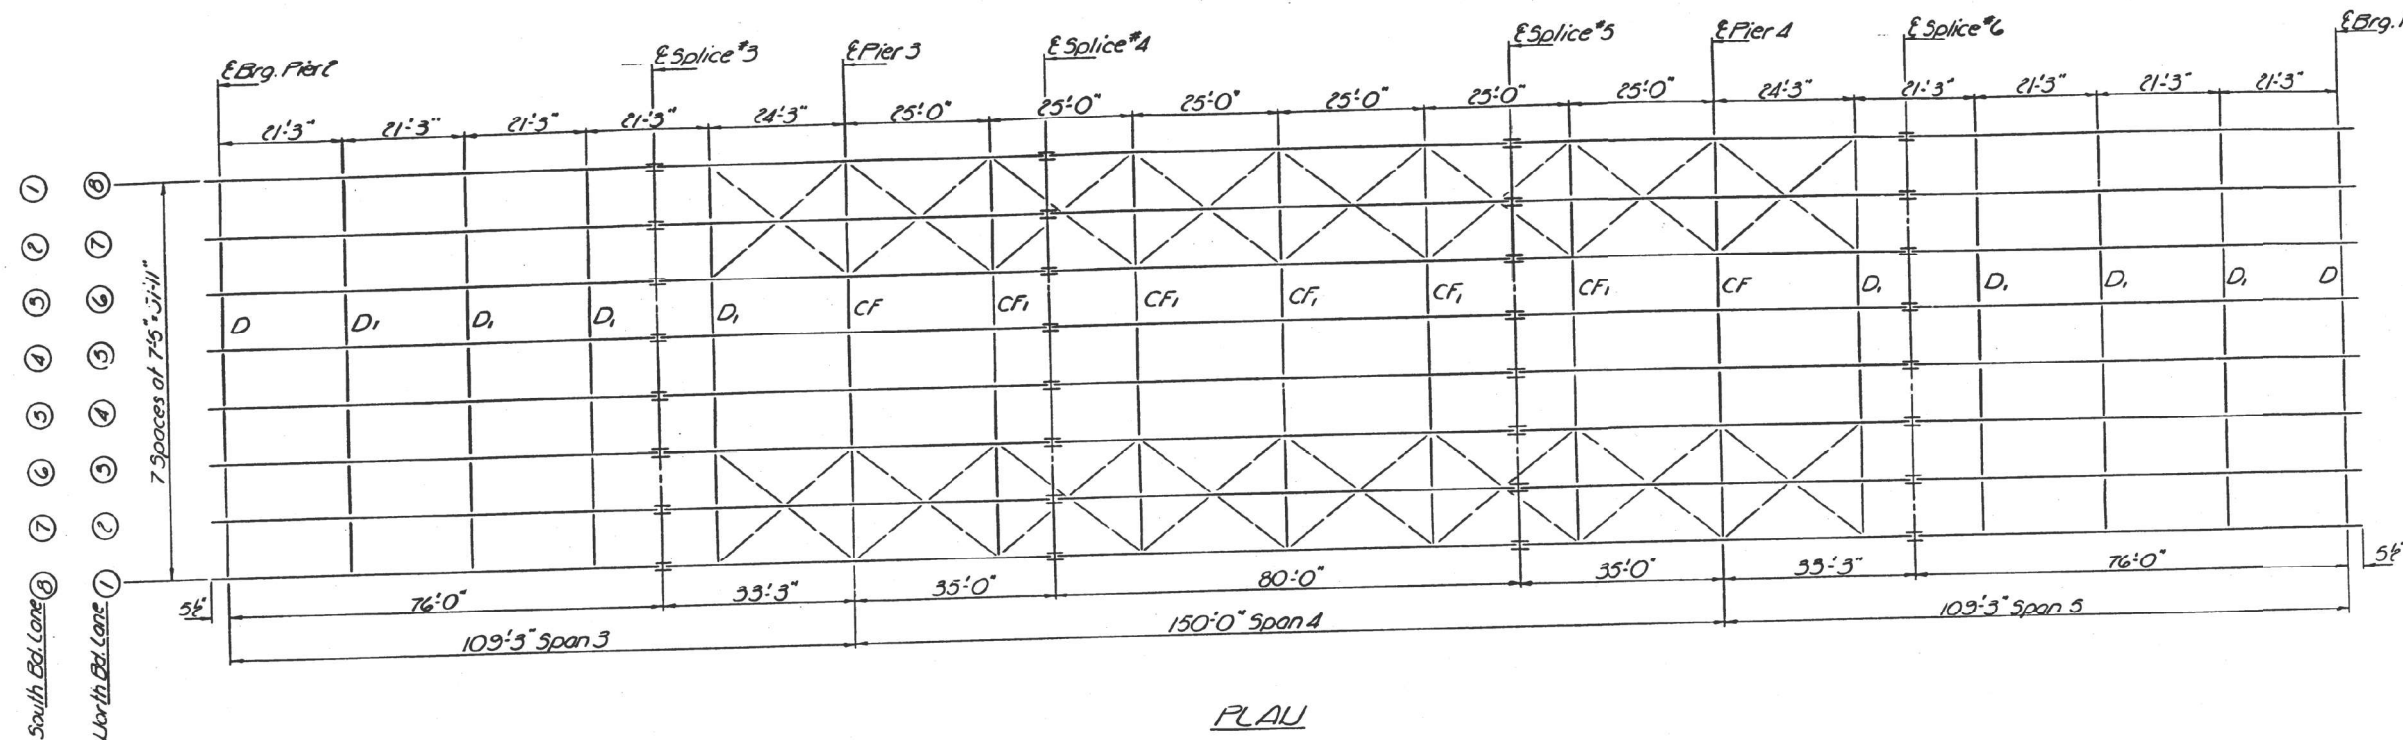 ℄ Brg. Pier 2
℄ Splice #3
℄ Pier 3
℄ Splice #4
℄ Splice #5
℄ Pier 4
℄ Splice #6
℄ Brg.
21'-3" 21'-3" 21'-3" 21'-3" 24'-3" 25'-0" 25'-0" 25'-0" 25'-0" 25'-0" 25'-0" 24'-3" 21'-3" 21'-3" 21'-3" 21'-3"
1 8
2 7
3 6
4 5
5 4
6 3
7 2
8 1
South Bd. Lane
North Bd. Lane
7 Spaces at 7'-5" = 51'-11"
D D1 D1 D1 D1 CF CF1 CF1 CF1 CF1 CF1 CF D1 D1 D1 D1 D
5½" 76'-0" 33'-3" 35'-0" 80'-0" 35'-0" 33'-3" 76'-0" 5½"
109'-3" Span 3 150'-0" Span 4 109'-3" Span 5
PLAN